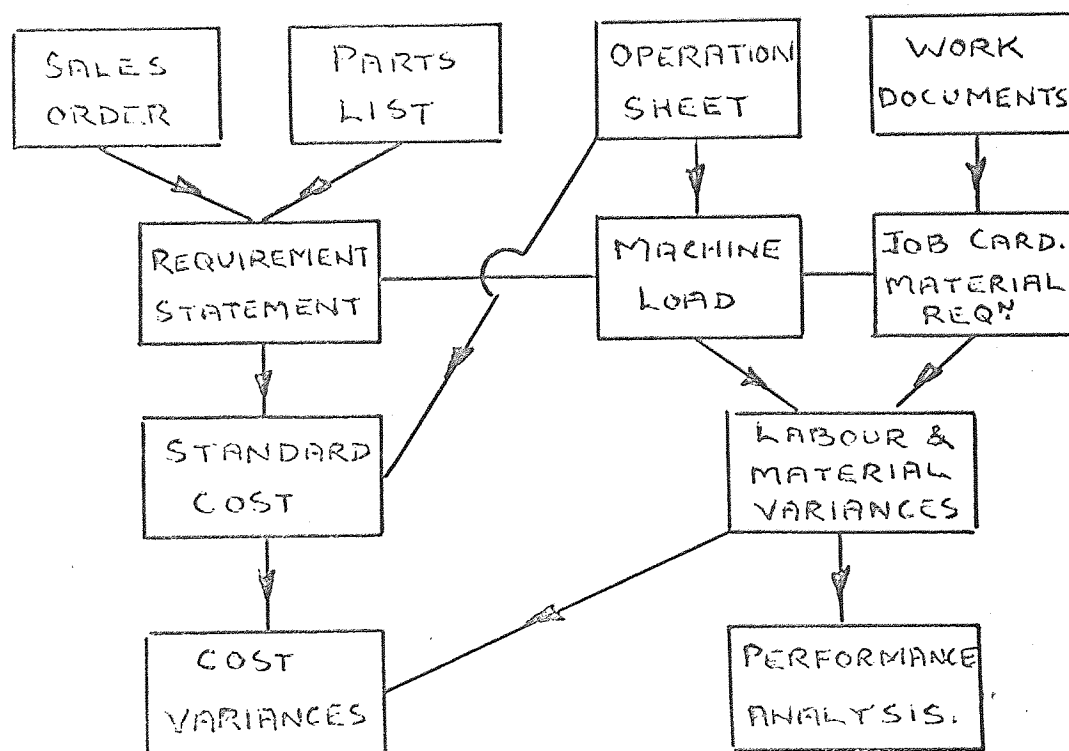 SALES
ORDER
PARTS
LIST
OPERATION
SHEET
WORK
DOCUMENTS
REQUIREMENT
STATEMENT
MACHINE
LOAD
JOB CARD.
MATERIAL
REQN.
STANDARD
COST
LABOUR &
MATERIAL
VARIANCES
COST
VARIANCES
PERFORMANCE
ANALYSIS.